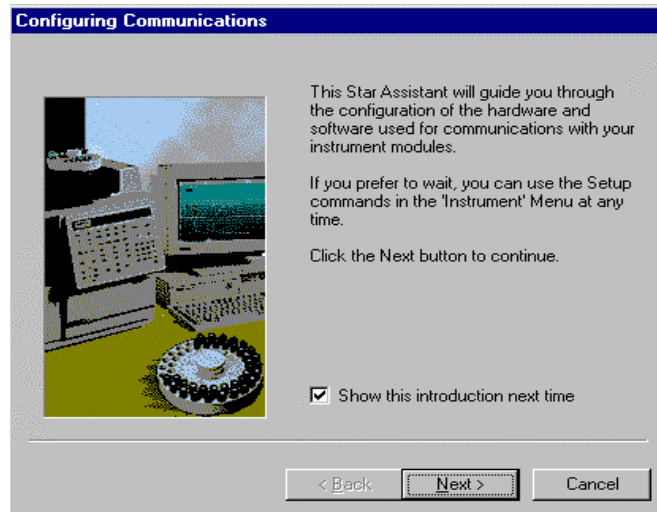 Configuring Communications
This Star Assistant will guide you through
the configuration of the hardware and
software used for communications with your
instrument modules.
If you prefer to wait, you can use the Setup
commands in the 'Instrument' Menu at any
time.
Click the Next button to continue.
Show this introduction next time
< Back
Next >
Cancel